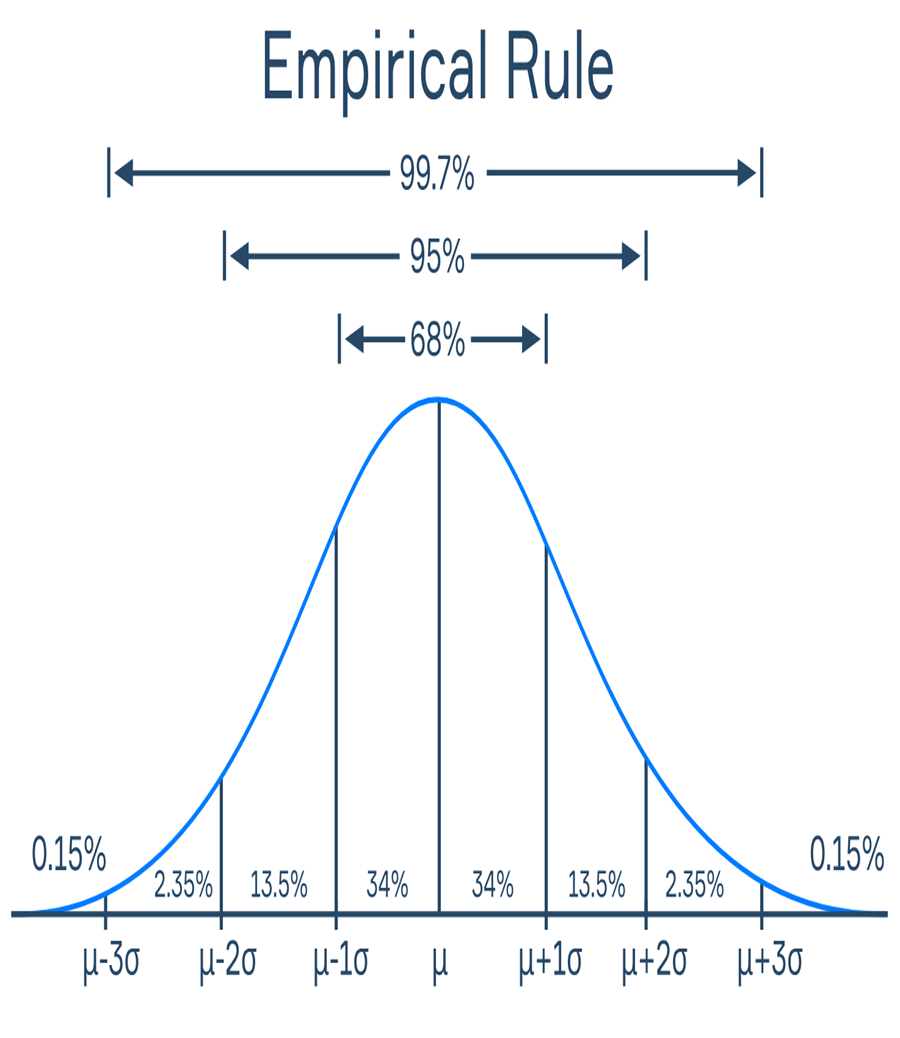 Empirical Rule
99.7%
95%
68%
0.15% 0.15%
2.35% 13.5% 34% 34% 13.5% 2.35%
μ-3σ μ-2σ μ-1σ μ μ+1σ μ+2σ μ+3σ